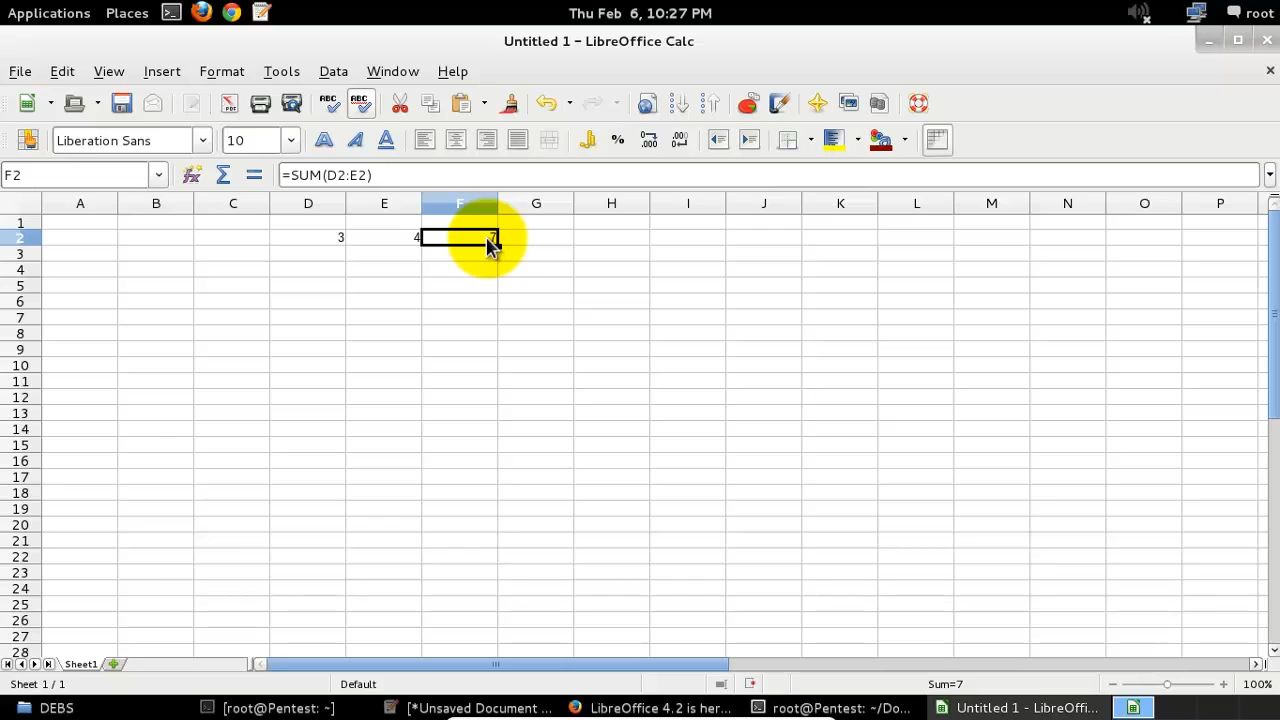 Applications Places Thu Feb 6, 10:27 PM root
Untitled 1 - LibreOffice Calc
File Edit View Insert Format Tools Data Window Help
Liberation Sans 10
F2 =SUM(D2:E2)
A B C D E F G H I J K L M N O P
1
2 3 4 7
3
4
5
6
7
8
9
10
11
12
13
14
15
16
17
18
19
20
21
22
23
24
25
26
27
28
Sheet1
Sheet 1 / 1 Default Sum=7 100%
DEBS [root@Pentest: ~] [*Unsaved Document ... LibreOffice 4.2 is her... root@Pentest: ~/Do... Untitled 1 - LibreOffi...